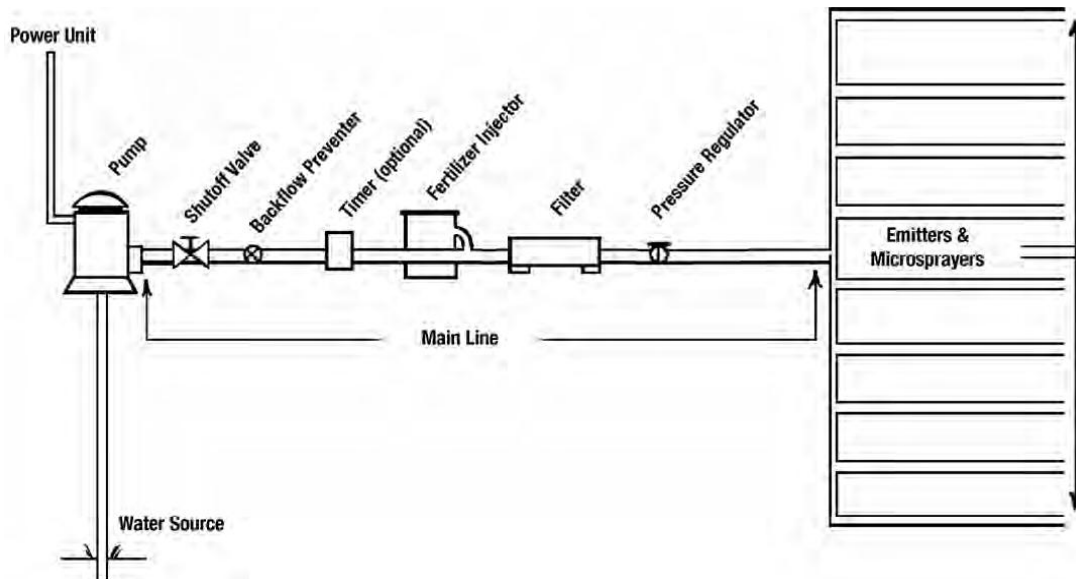 Power Unit
Pump
Shutoff Valve
Backflow Preventer
Timer (optional)
Fertilizer Injector
Filter
Pressure Regulator
Emitters &
Microsprayers
Main Line
Water Source